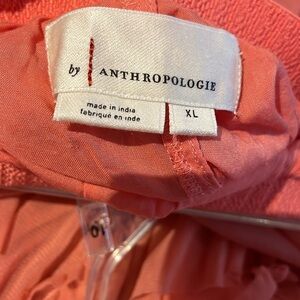 by ANTHROPOLOGIE
made in india
fabriqué en inde
XL